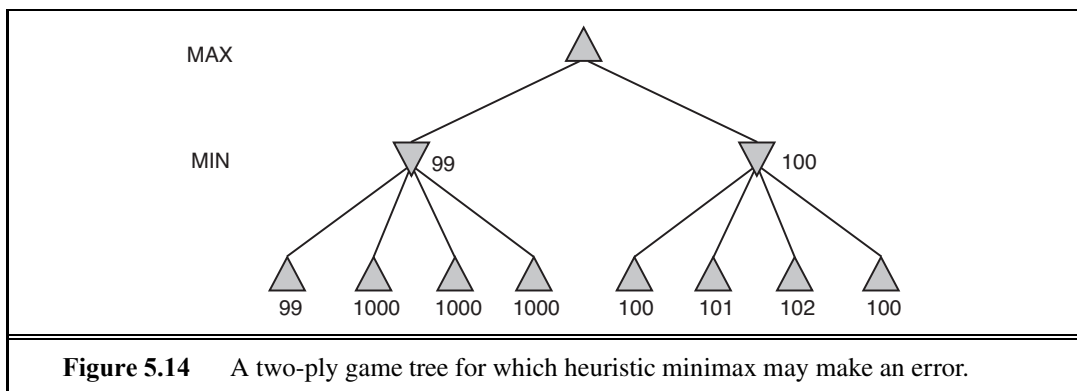 MAX
MIN
99
100
99 1000 1000 1000 100 101 102 100
Figure 5.14 A two-ply game tree for which heuristic minimax may make an error.